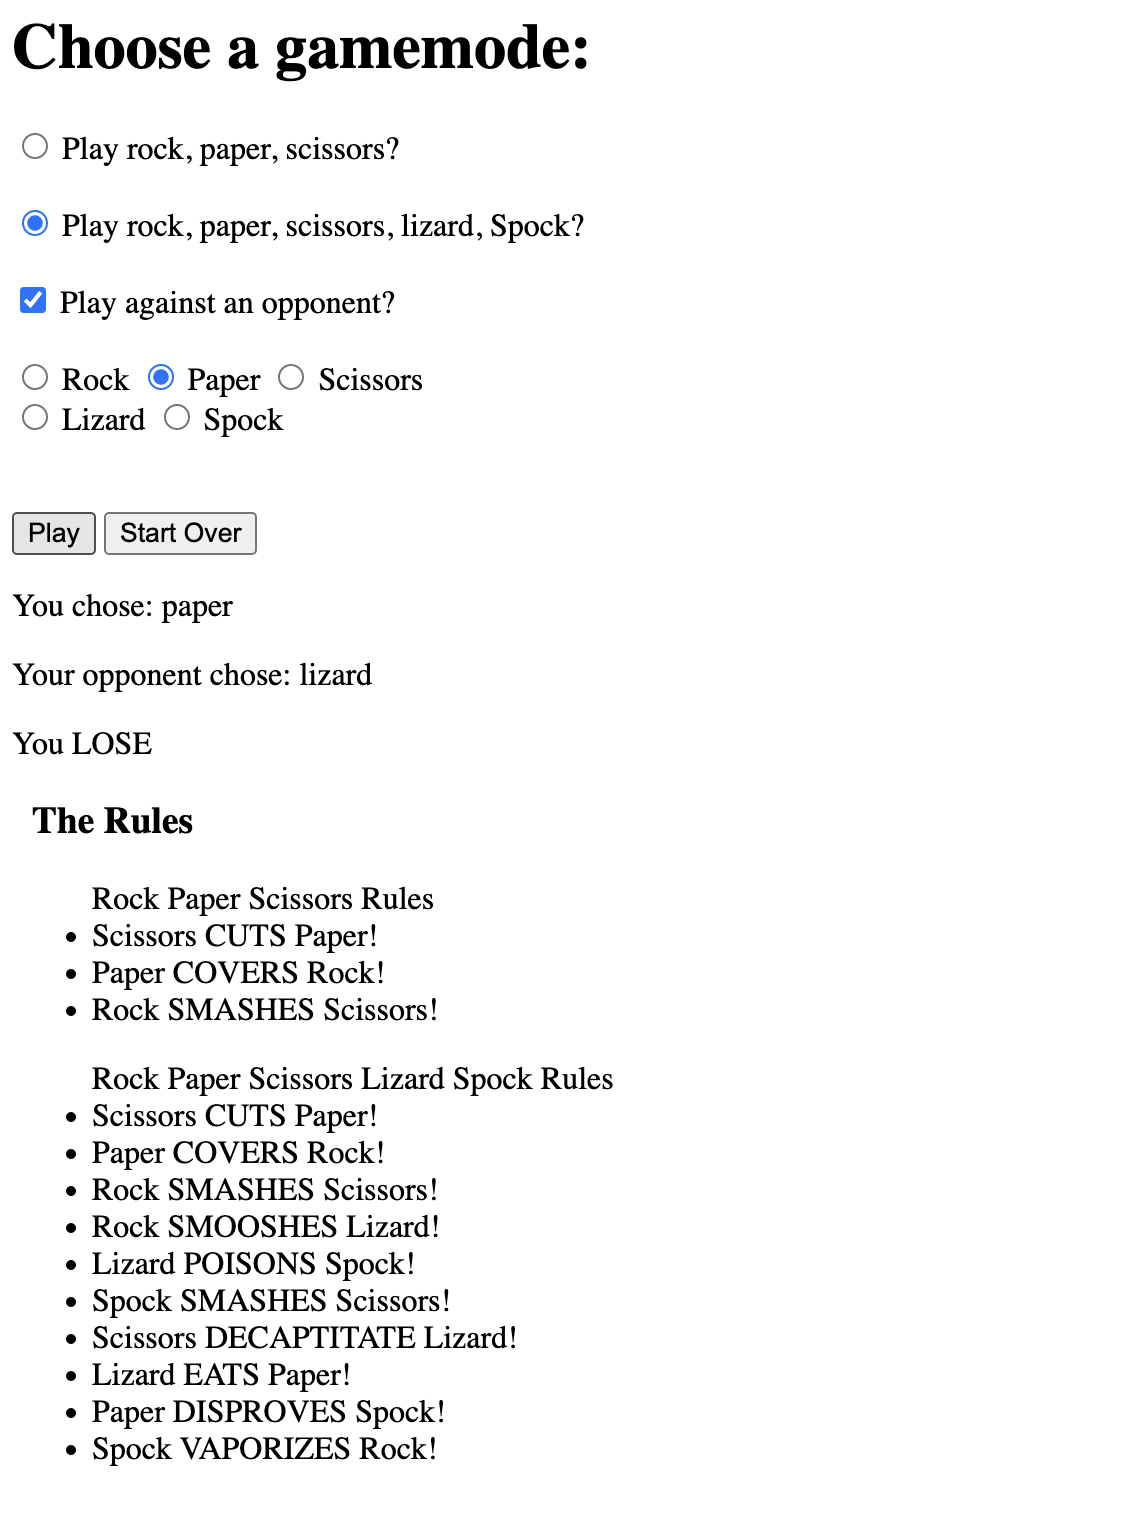 Choose a gamemode:
Play rock, paper, scissors?
Play rock, paper, scissors, lizard, Spock?
Play against an opponent?
Rock Paper Scissors
Lizard Spock
Play Start Over
You chose: paper
Your opponent chose: lizard
You LOSE
The Rules
Rock Paper Scissors Rules
Scissors CUTS Paper!
Paper COVERS Rock!
Rock SMASHES Scissors!
Rock Paper Scissors Lizard Spock Rules
Scissors CUTS Paper!
Paper COVERS Rock!
Rock SMASHES Scissors!
Rock SMOOSHES Lizard!
Lizard POISONS Spock!
Spock SMASHES Scissors!
Scissors DECAPTITATE Lizard!
Lizard EATS Paper!
Paper DISPROVES Spock!
Spock VAPORIZES Rock!